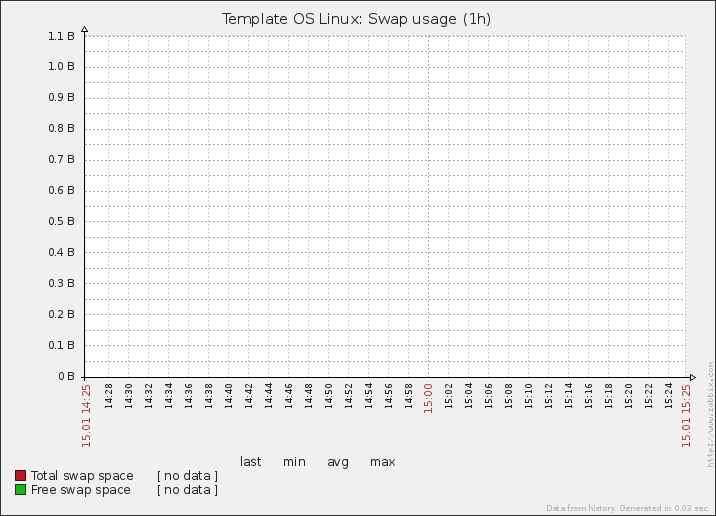 Template OS Linux: Swap usage (1h)
1.1 B
1.0 B
0.9 B
0.8 B
0.7 B
0.6 B
0.5 B
0.4 B
0.3 B
0.2 B
0.1 B
0 B
15.01 14:25
14:28
14:30
14:32
14:34
14:36
14:38
14:40
14:42
14:44
14:46
14:48
14:50
14:52
14:54
14:56
14:58
15:00
15:02
15:04
15:06
15:08
15:10
15:12
15:14
15:16
15:18
15:20
15:22
15:24
15.01 15:25
http://www.zabbix.com
last min avg max
Total swap space [ no data ]
Free swap space [ no data ]
Data from history. Generated in 0.03 sec.